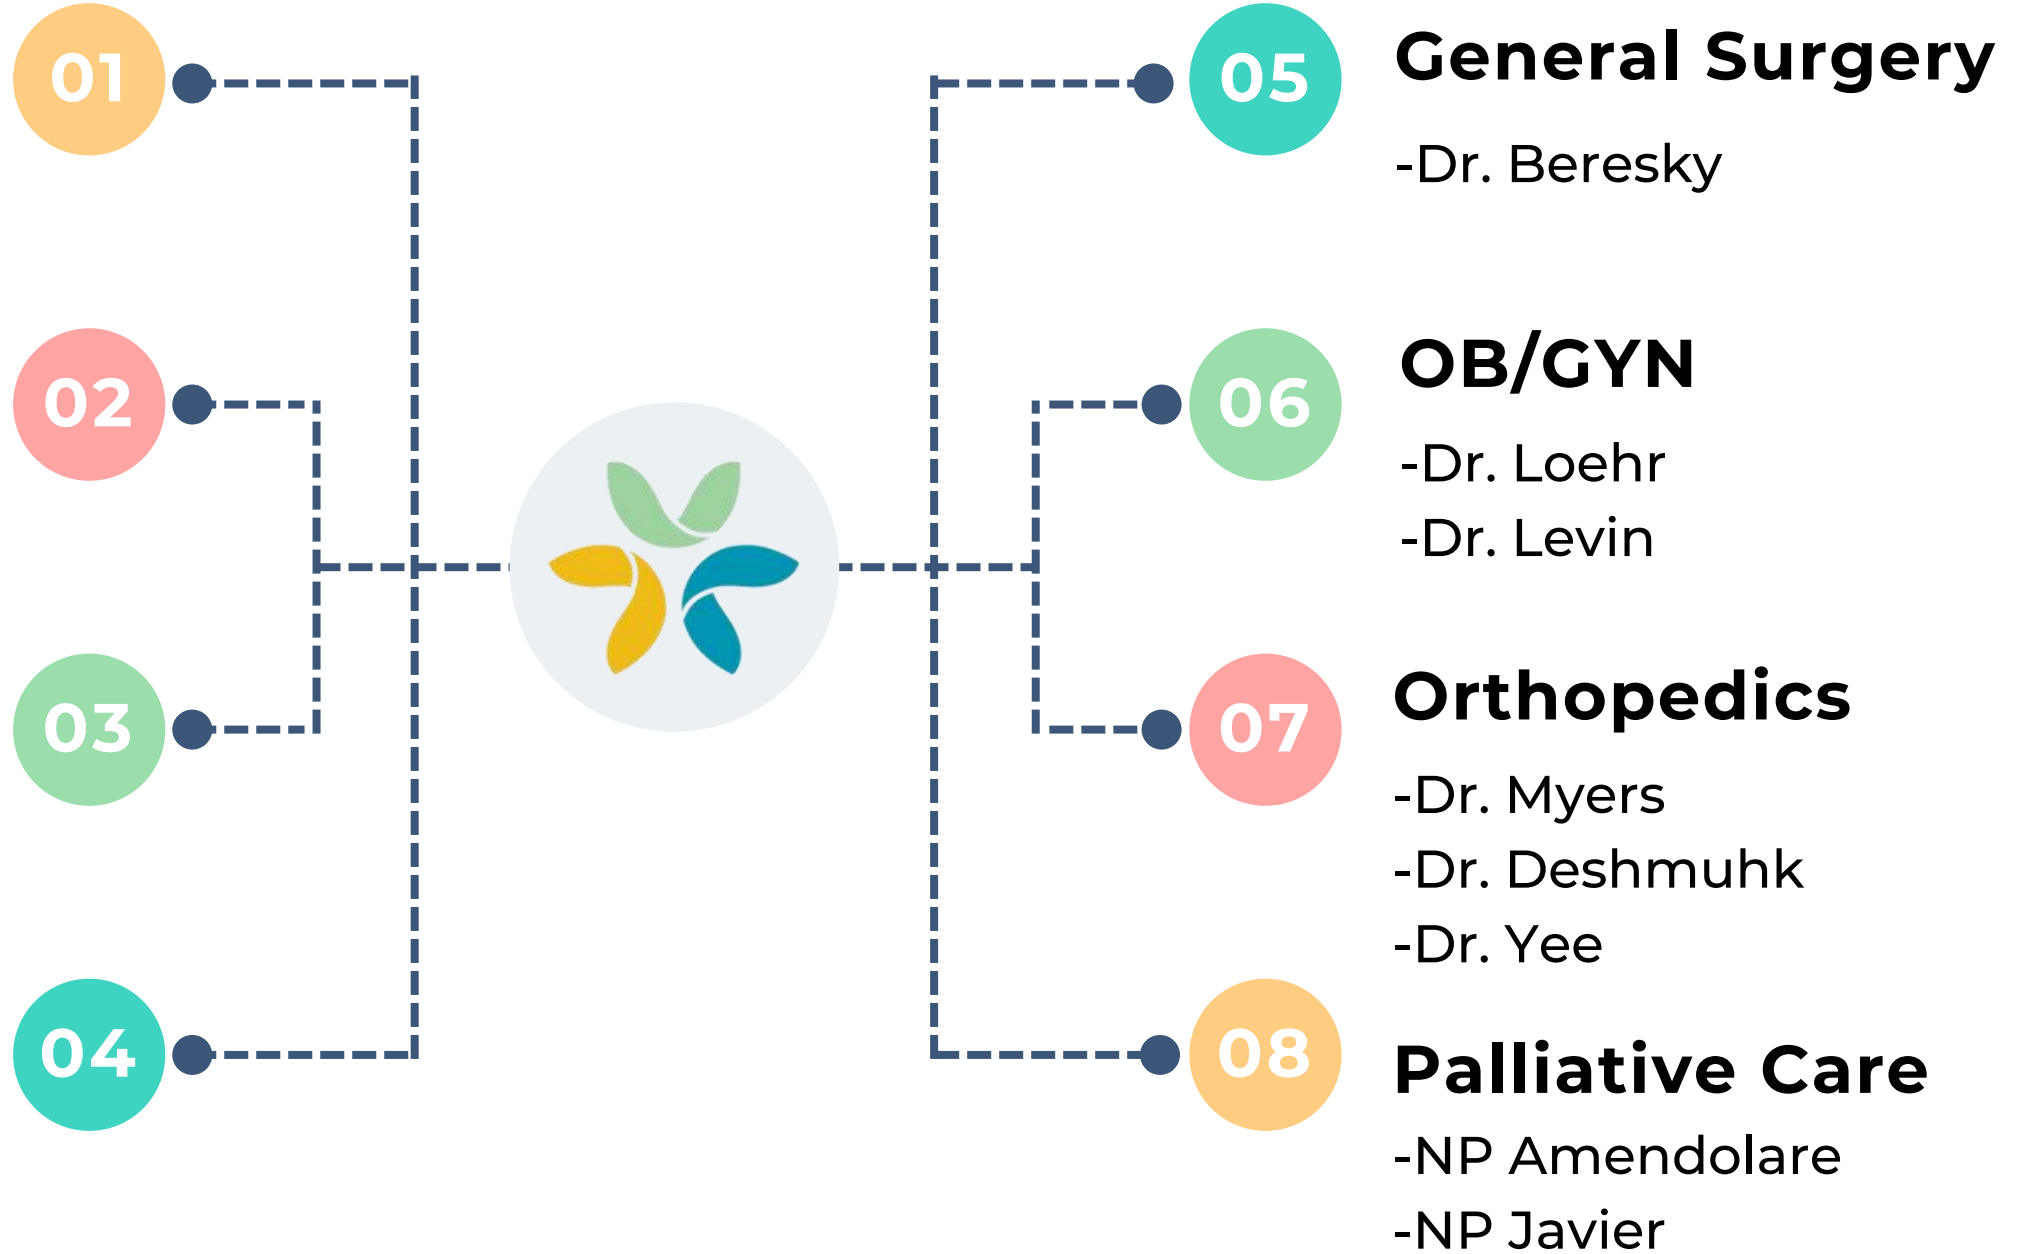 01
02
03
04
05
General Surgery
-Dr. Beresky
06
OB/GYN
-Dr. Loehr
-Dr. Levin
07
Orthopedics
-Dr. Myers
-Dr. Deshmuhk
-Dr. Yee
08
Palliative Care
-NP Amendolare
-NP Javier